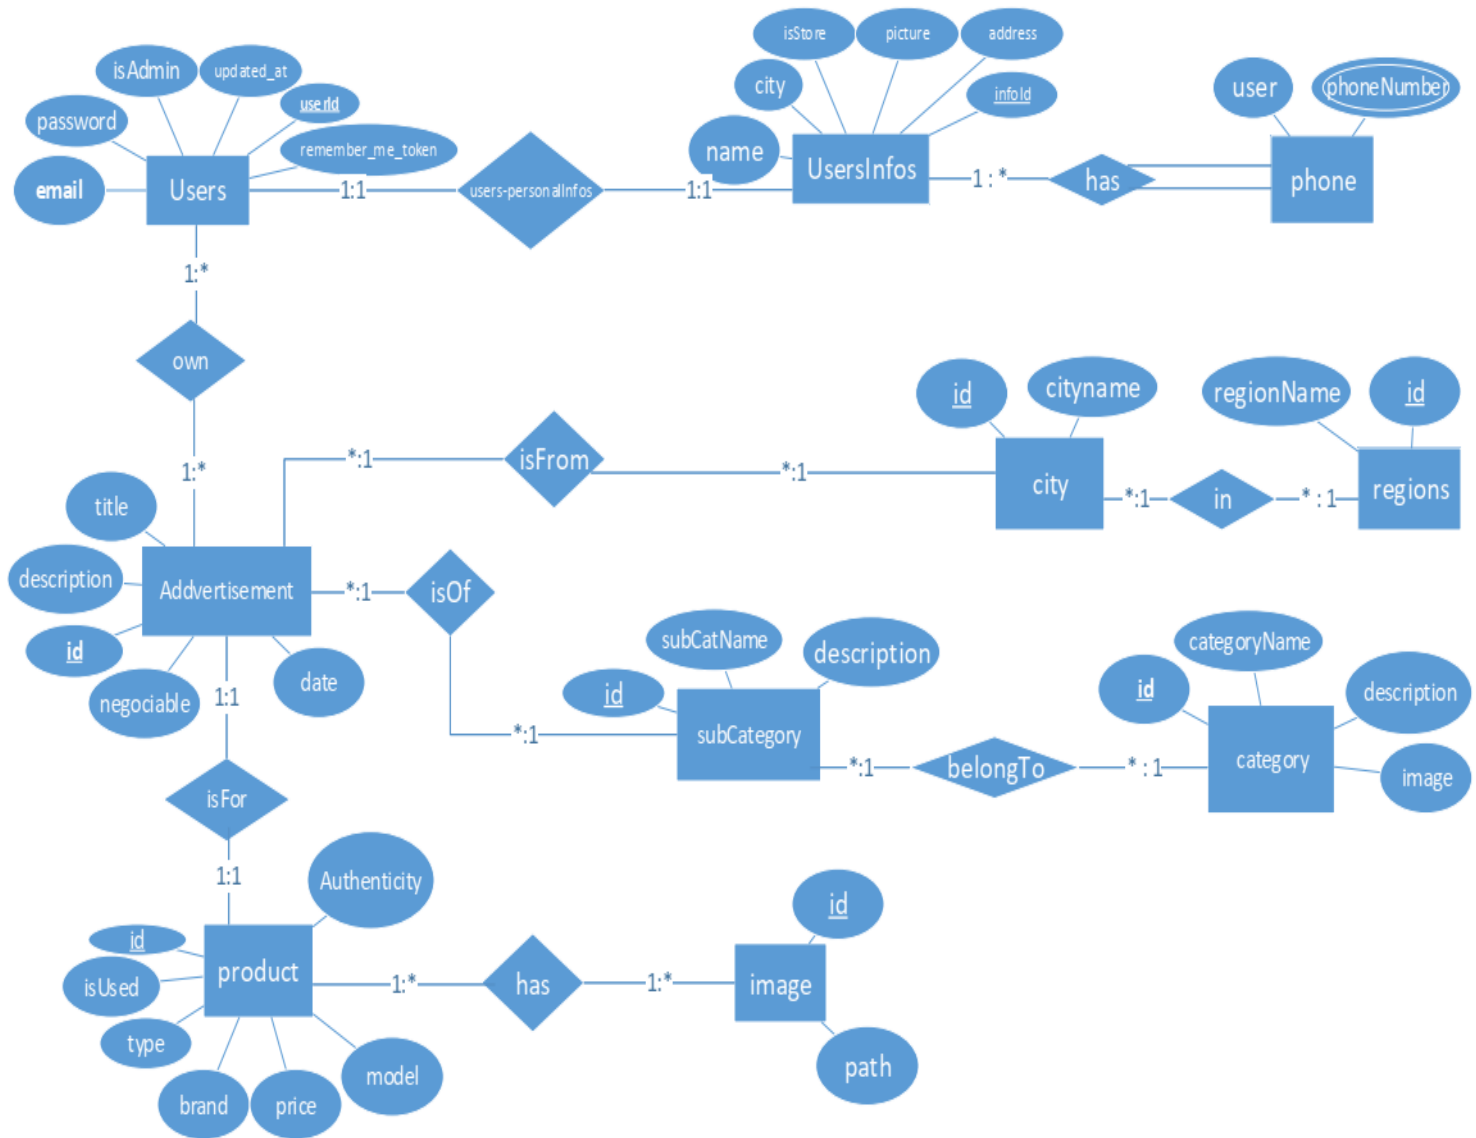 isStore
picture
address
isAdmin
updated_at
city
infoId
user
phoneNumber
userId
password
remember_me_token
name
UsersInfos
email
Users
1:1
users-personalInfos
1:1
1 : *
has
phone
1:*
own
id
cityname
regionName
id
1:*
*:1
isFrom
*:1
city
*:1
in
* : 1
regions
title
description
Addvertisement
*:1
isOf
id
negociable
date
1:1
subCatName
description
id
*:1
subCategory
categoryName
id
description
*:1
belongTo
* : 1
category
image
isFor
1:1
Authenticity
id
isUsed
product
type
brand
price
model
1:*
has
1:*
id
image
path